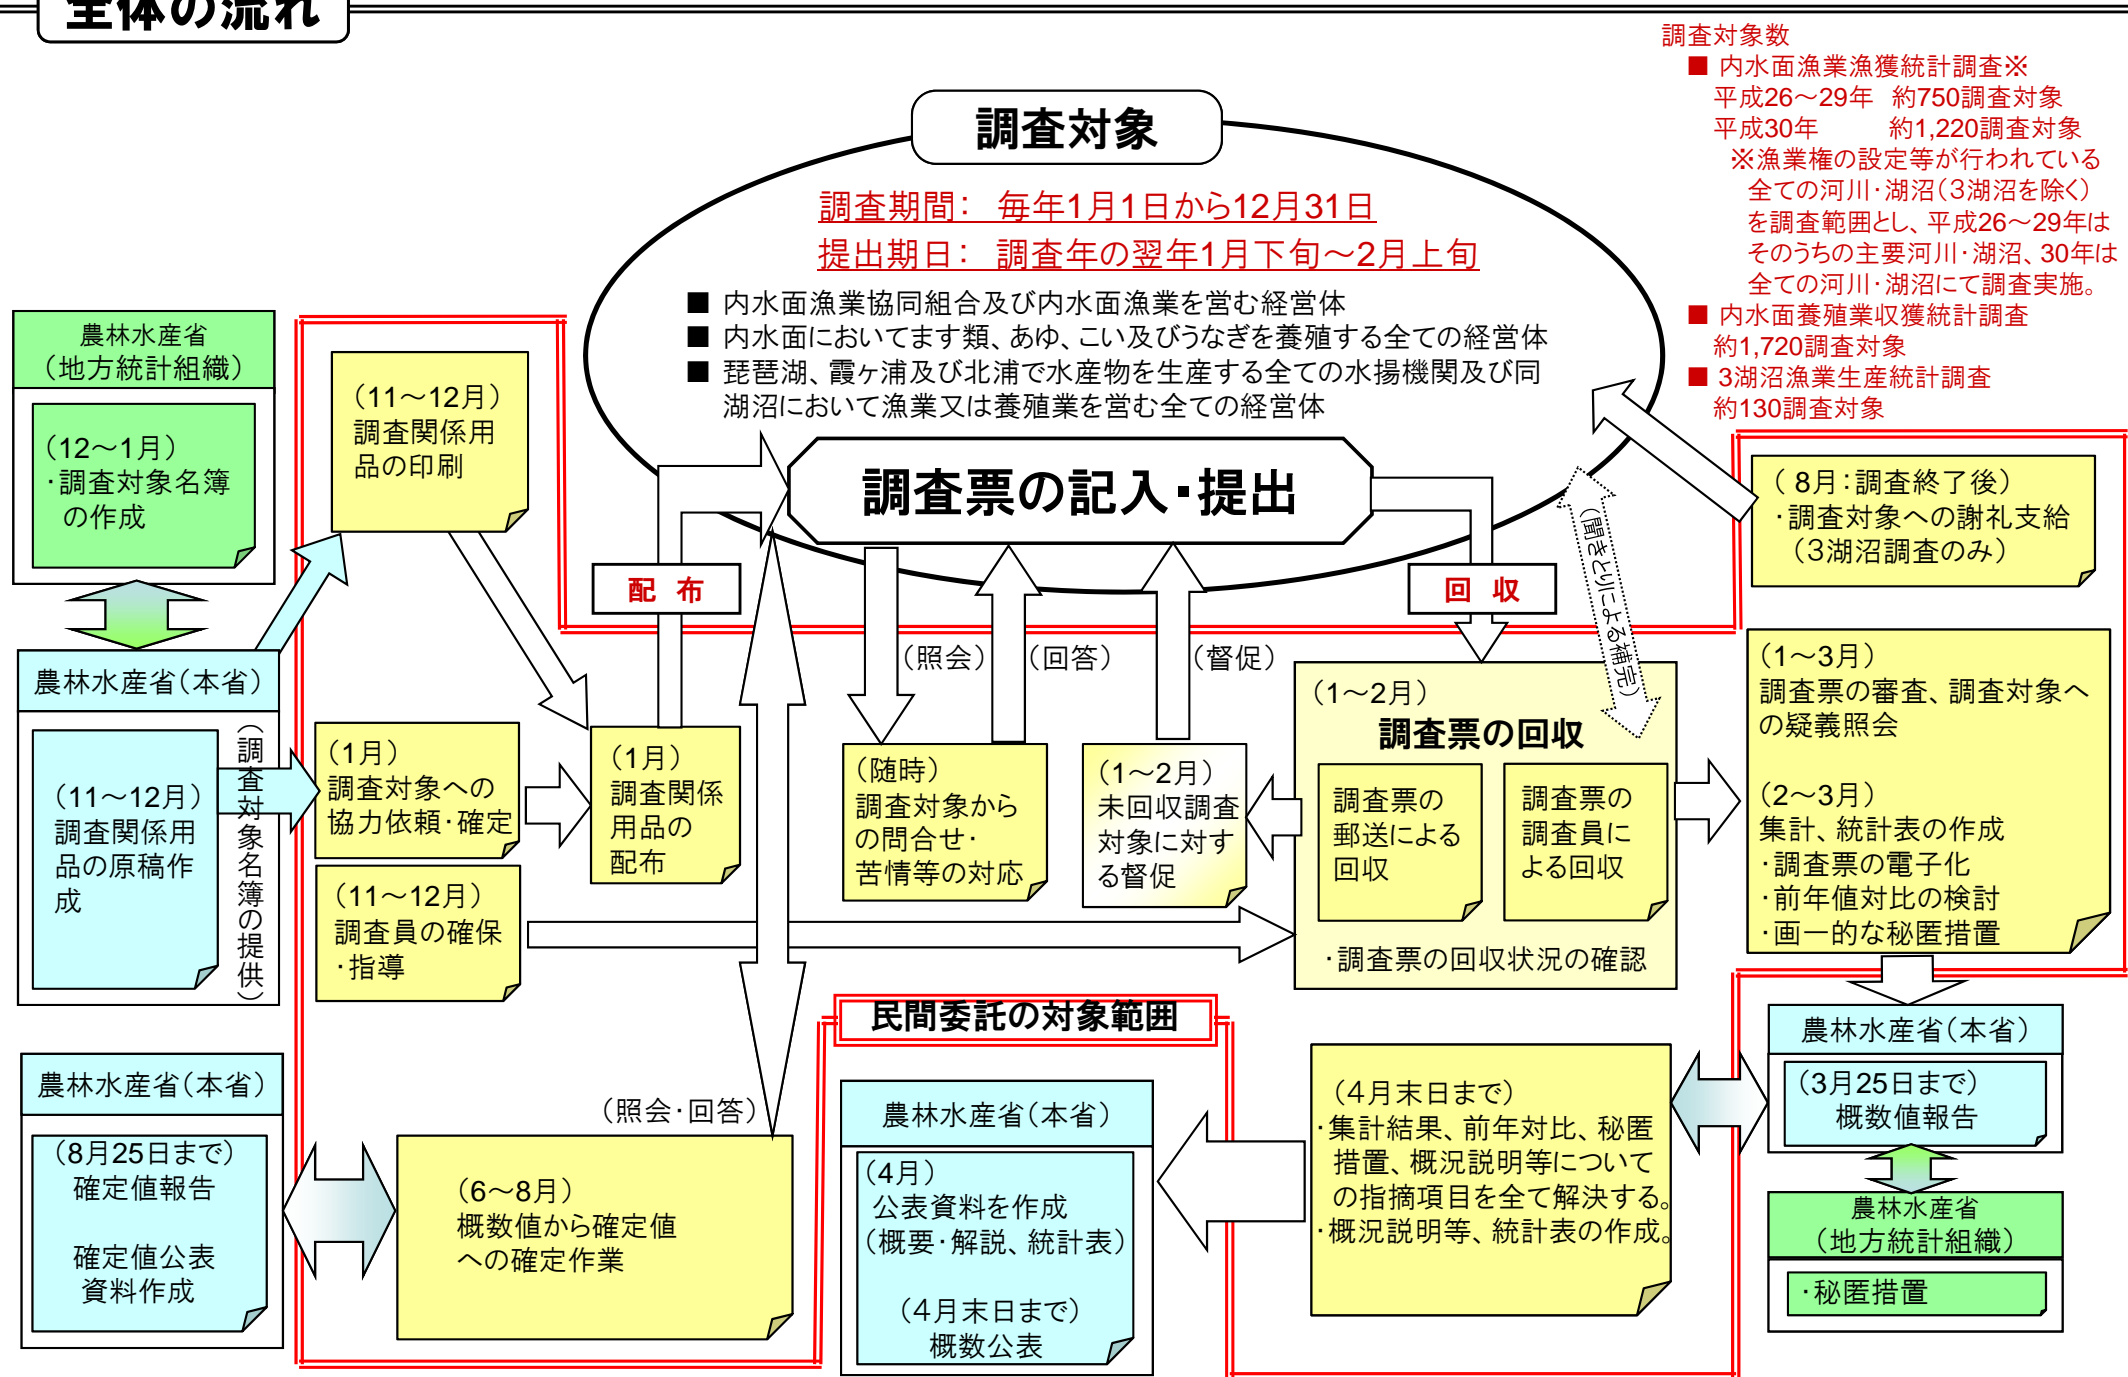 全体の流れ
調査対象数
■ 内水面漁業漁獲統計調査※
平成26～29年 約750調査対象
平成30年 約1,220調査対象
※漁業権の設定等が行われている
全ての河川・湖沼（3湖沼を除く）
を調査範囲とし、平成26～29年は
そのうちの主要河川・湖沼、30年は
全ての河川・湖沼にて調査実施。
■ 内水面養殖業収獲統計調査
約1,720調査対象
■ 3湖沼漁業生産統計調査
約130調査対象
調査対象
調査期間： 毎年1月1日から12月31日
提出期日： 調査年の翌年1月下旬～2月上旬
■ 内水面漁業協同組合及び内水面漁業を営む経営体
■ 内水面においてます類、あゆ、こい及びうなぎを養殖する全ての経営体
■ 琵琶湖、霞ヶ浦及び北浦で水産物を生産する全ての水揚機関及び同
湖沼において漁業又は養殖業を営む全ての経営体
調査票の記入・提出
農林水産省
（地方統計組織）
（12～1月）
・調査対象名簿
の作成
（11～12月）
調査関係用
品の印刷
配 布
回 収
（聞きとりによる補完）
（ 8月：調査終了後）
・調査対象への謝礼支給
（3湖沼調査のみ）
農林水産省（本省）
（11～12月）
調査関係用
品の原稿作
成
（調査対象名簿の提供）
（1月）
調査対象への
協力依頼・確定
（11～12月）
調査員の確保
・指導
（1月）
調査関係
用品の
配布
（照会）
（回答）
（督促）
（随時）
調査対象から
の問合せ・
苦情等の対応
（1～2月）
未回収調査
対象に対す
る督促
（1～2月）
調査票の回収
調査票の
郵送による
回収
調査票の
調査員に
よる回収
・調査票の回収状況の確認
（1～3月）
調査票の審査、調査対象へ
の疑義照会
（2～3月）
集計、統計表の作成
・調査票の電子化
・前年値対比の検討
・画一的な秘匿措置
民間委託の対象範囲
農林水産省（本省）
（3月25日まで）
概数値報告
農林水産省
（地方統計組織）
・秘匿措置
（4月末日まで）
・集計結果、前年対比、秘匿
措置、概況説明等について
の指摘項目を全て解決する。
・概況説明等、統計表の作成。
農林水産省（本省）
（4月）
公表資料を作成
（概要・解説、統計表）
（4月末日まで）
概数公表
（照会・回答）
（6～8月）
概数値から確定値
への確定作業
農林水産省（本省）
（8月25日まで）
確定値報告
確定値公表
資料作成